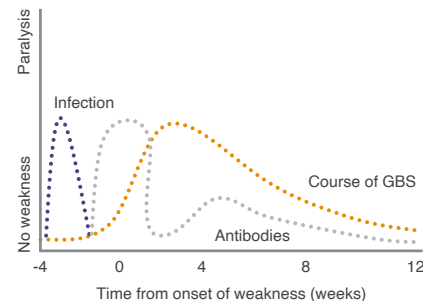 Paralysis
No weakness
Infection
Course of GBS
Antibodies
-4 0 4 8 12
Time from onset of weakness (weeks)